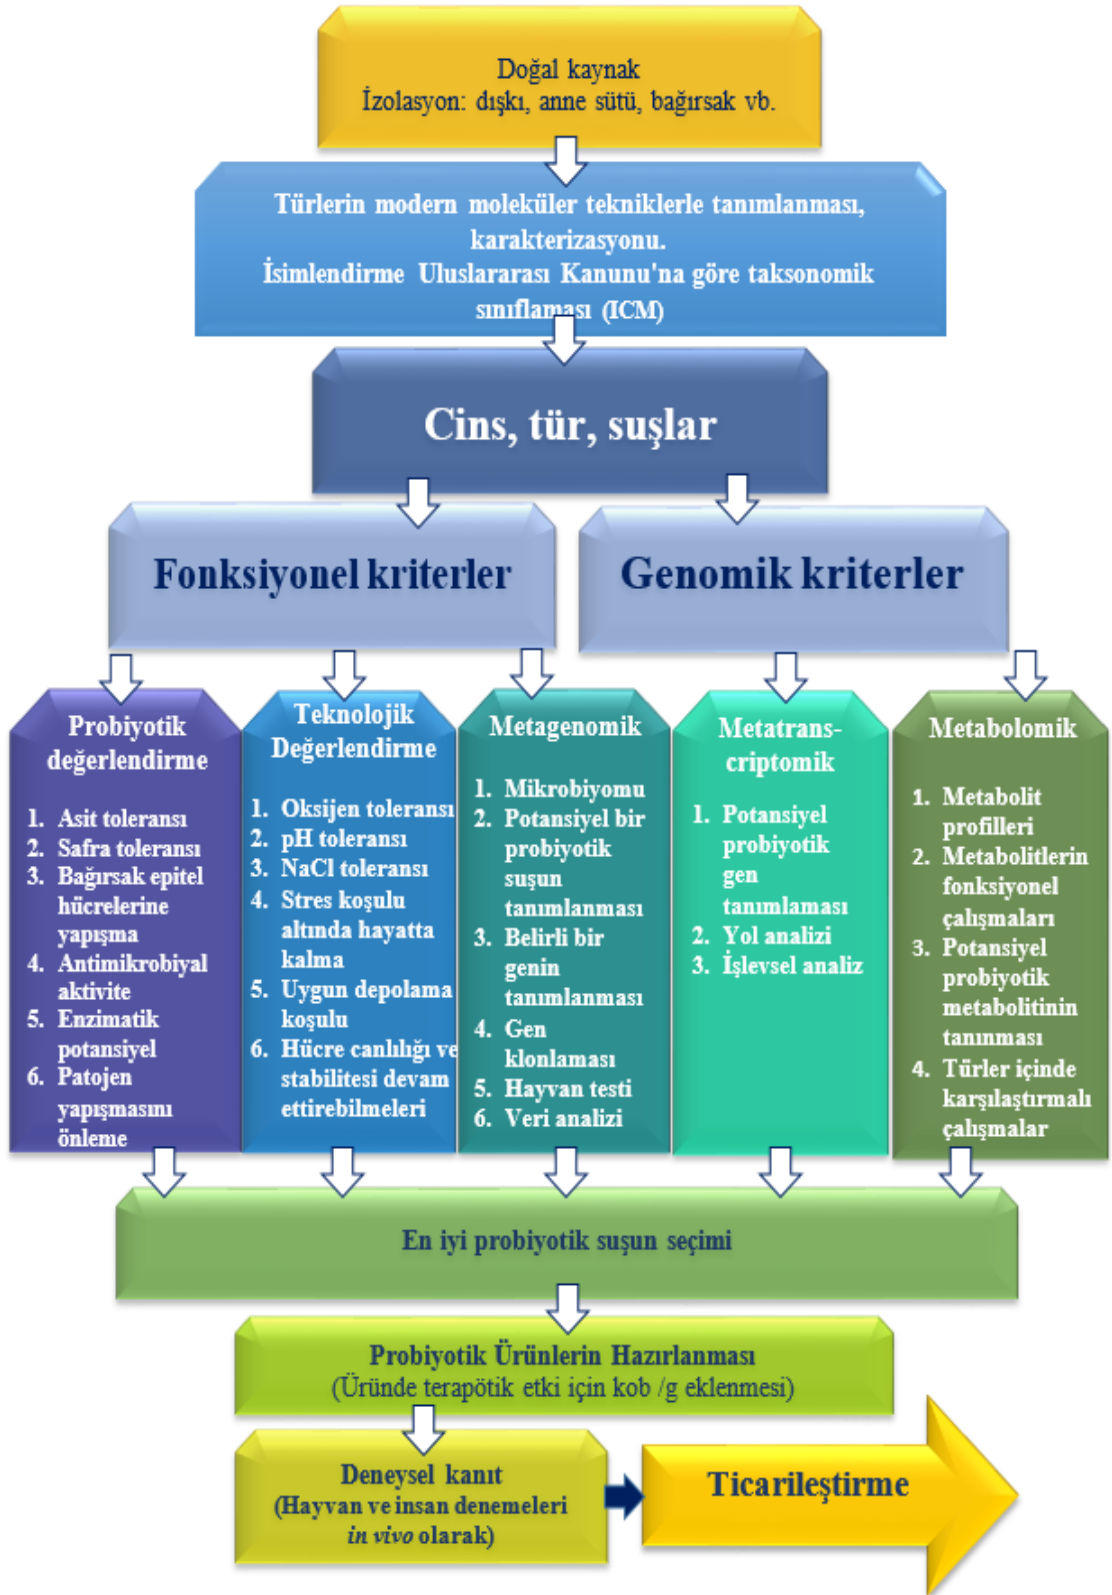 Doğal kaynak
İzolasyon: dışkı, anne sütü, bağırsak vb.
Türlerin modern moleküler tekniklerle tanımlanması,
karakterizasyonu.
İsimlendirme Uluslararası Kanunu'na göre taksonomik
sınıflaması (ICM)
Cins, tür, suşlar
Fonksiyonel kriterler
Genomik kriterler
Probiyotik
değerlendirme
1. Asit toleransı
2. Safra toleransı
3. Bağırsak epitel
hücrelerine
yapışma
4. Antimikrobiyal
aktivite
5. Enzimatik
potansiyel
6. Patojen
yapışmasını
önleme
Teknolojik
Değerlendirme
1. Oksijen toleransı
2. pH toleransı
3. NaCl toleransı
4. Stres koşulu
altında hayatta
kalma
5. Uygun depolama
koşulu
6. Hücre canlılığı ve
stabilitesi devam
ettirebilmeleri
Metagenomik
1. Mikrobiyomu
2. Potansiyel bir
probiyotik
suşun
tanımlanması
3. Belirli bir
genin
tanımlanması
4. Gen
klonlaması
5. Hayvan testi
6. Veri analizi
Metatrans-
criptomik
1. Potansiyel
probiyotik
gen
tanımlaması
2. Yol analizi
3. İşlevsel analiz
Metabolomik
1. Metabolit
profilleri
2. Metabolitlerin
fonksiyonel
çalışmaları
3. Potansiyel
probiyotik
metabolitinin
tanınması
4. Türler içinde
karşılaştırmalı
çalışmalar
En iyi probiyotik suşun seçimi
Probiyotik Ürünlerin Hazırlanması
(Üründe terapötik etki için kob /g eklenmesi)
Deneysel kanıt
(Hayvan ve insan denemeleri
in vivo olarak)
Ticarileştirme